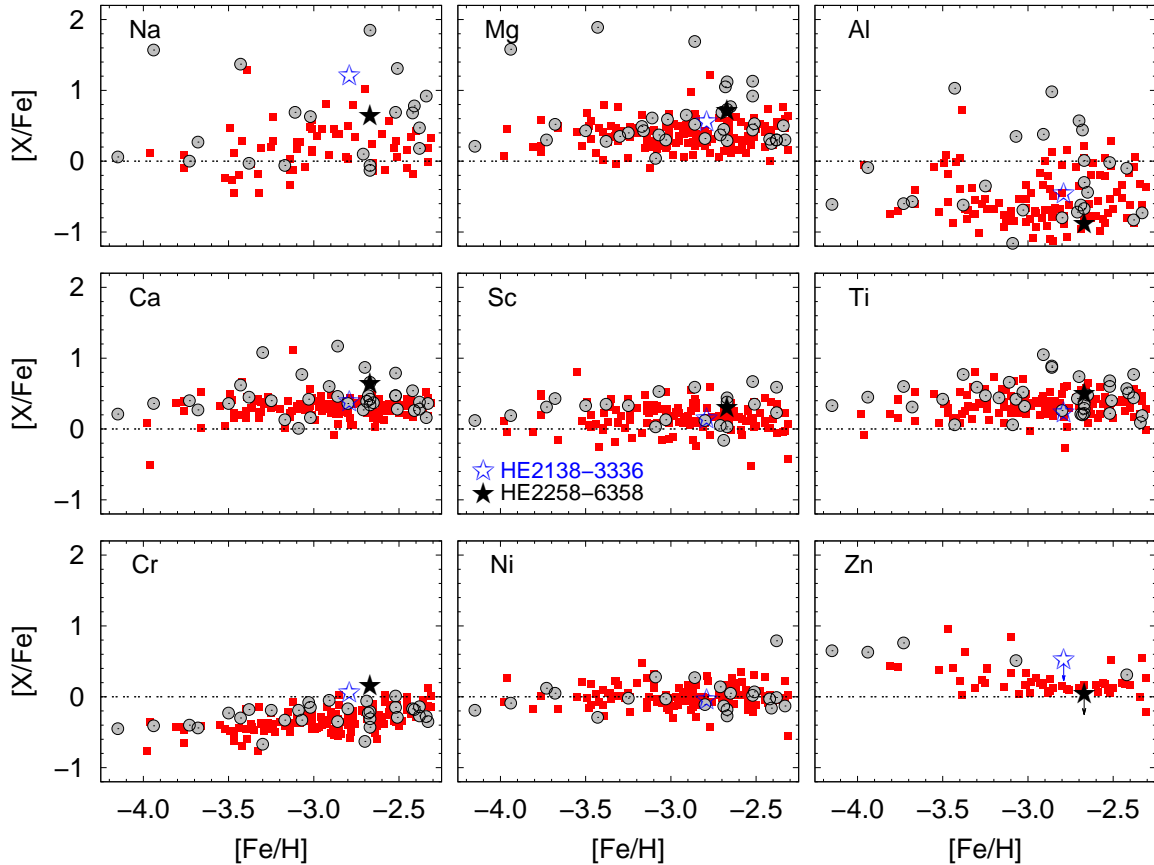 Na Mg Al
2
1
0
−1
[X/Fe]
Ca Sc Ti
2
1
0
−1
[X/Fe]
HE2138−3336
HE2258−6358
Cr Ni Zn
2
1
0
−1
[X/Fe]
−4.0 −3.5 −3.0 −2.5 −4.0 −3.5 −3.0 −2.5 −4.0 −3.5 −3.0 −2.5
[Fe/H] [Fe/H] [Fe/H]